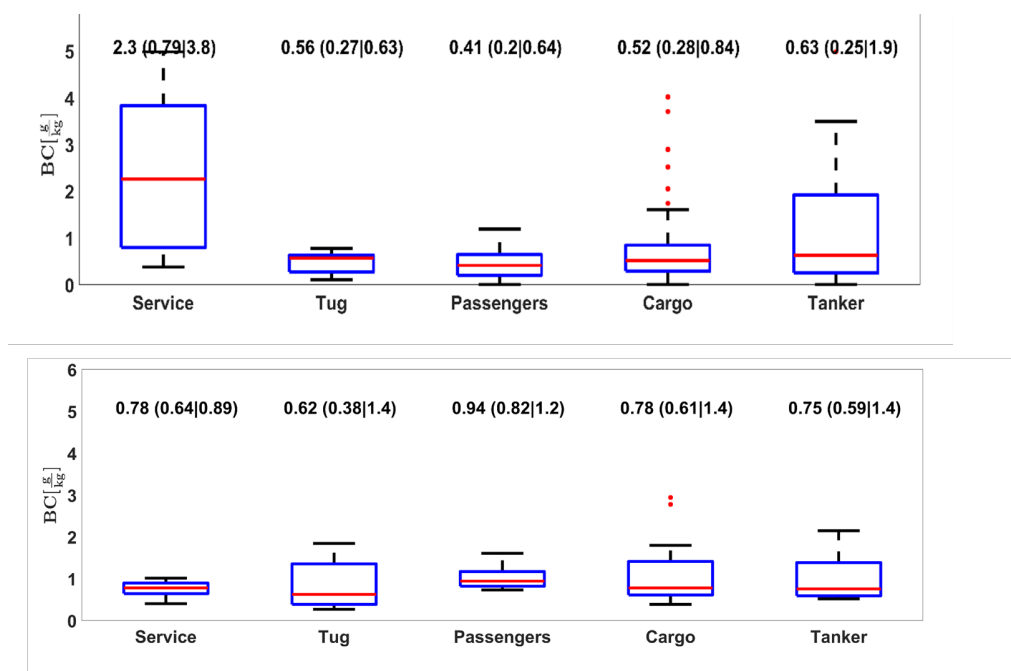 2.3 (0.79|3.8) 0.56 (0.27|0.63) 0.41 (0.2|0.64) 0.52 (0.28|0.84) 0.63 (0.25|1.9)
5
4
3
2
1
0
BC[g/kg]
Service Tug Passengers Cargo Tanker
6
5
4
3
2
1
0
0.78 (0.64|0.89) 0.62 (0.38|1.4) 0.94 (0.82|1.2) 0.78 (0.61|1.4) 0.75 (0.59|1.4)
BC[g/kg]
Service Tug Passengers Cargo Tanker